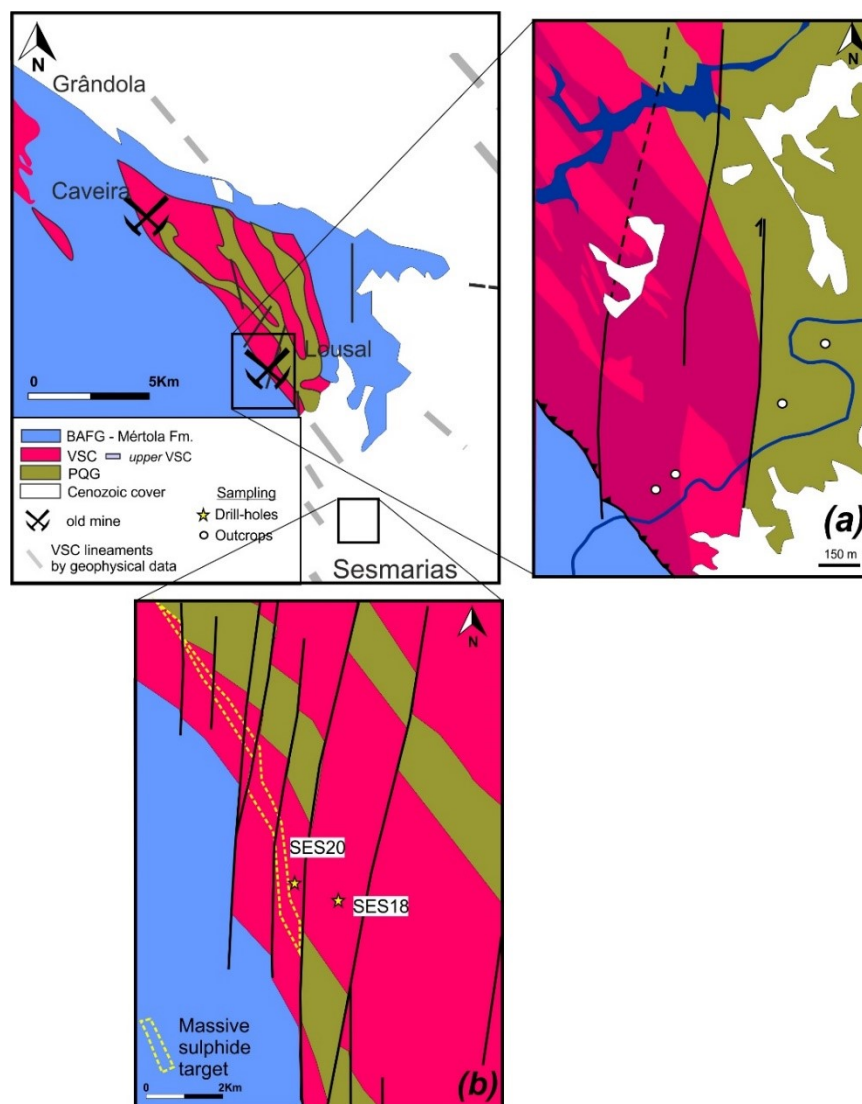 N
Grândola
Caveira
Lousal
0 5Km
BAFG - Mértola Fm.
VSC upper VSC
PQG
Cenozoic cover
old mine
VSC lineaments
by geophysical data
Sampling
Drill-holes
Outcrops
Sesmarias
N
1
(a)
150 m
N
SES20
SES18
Massive
sulphide
target
0 2Km
(b)